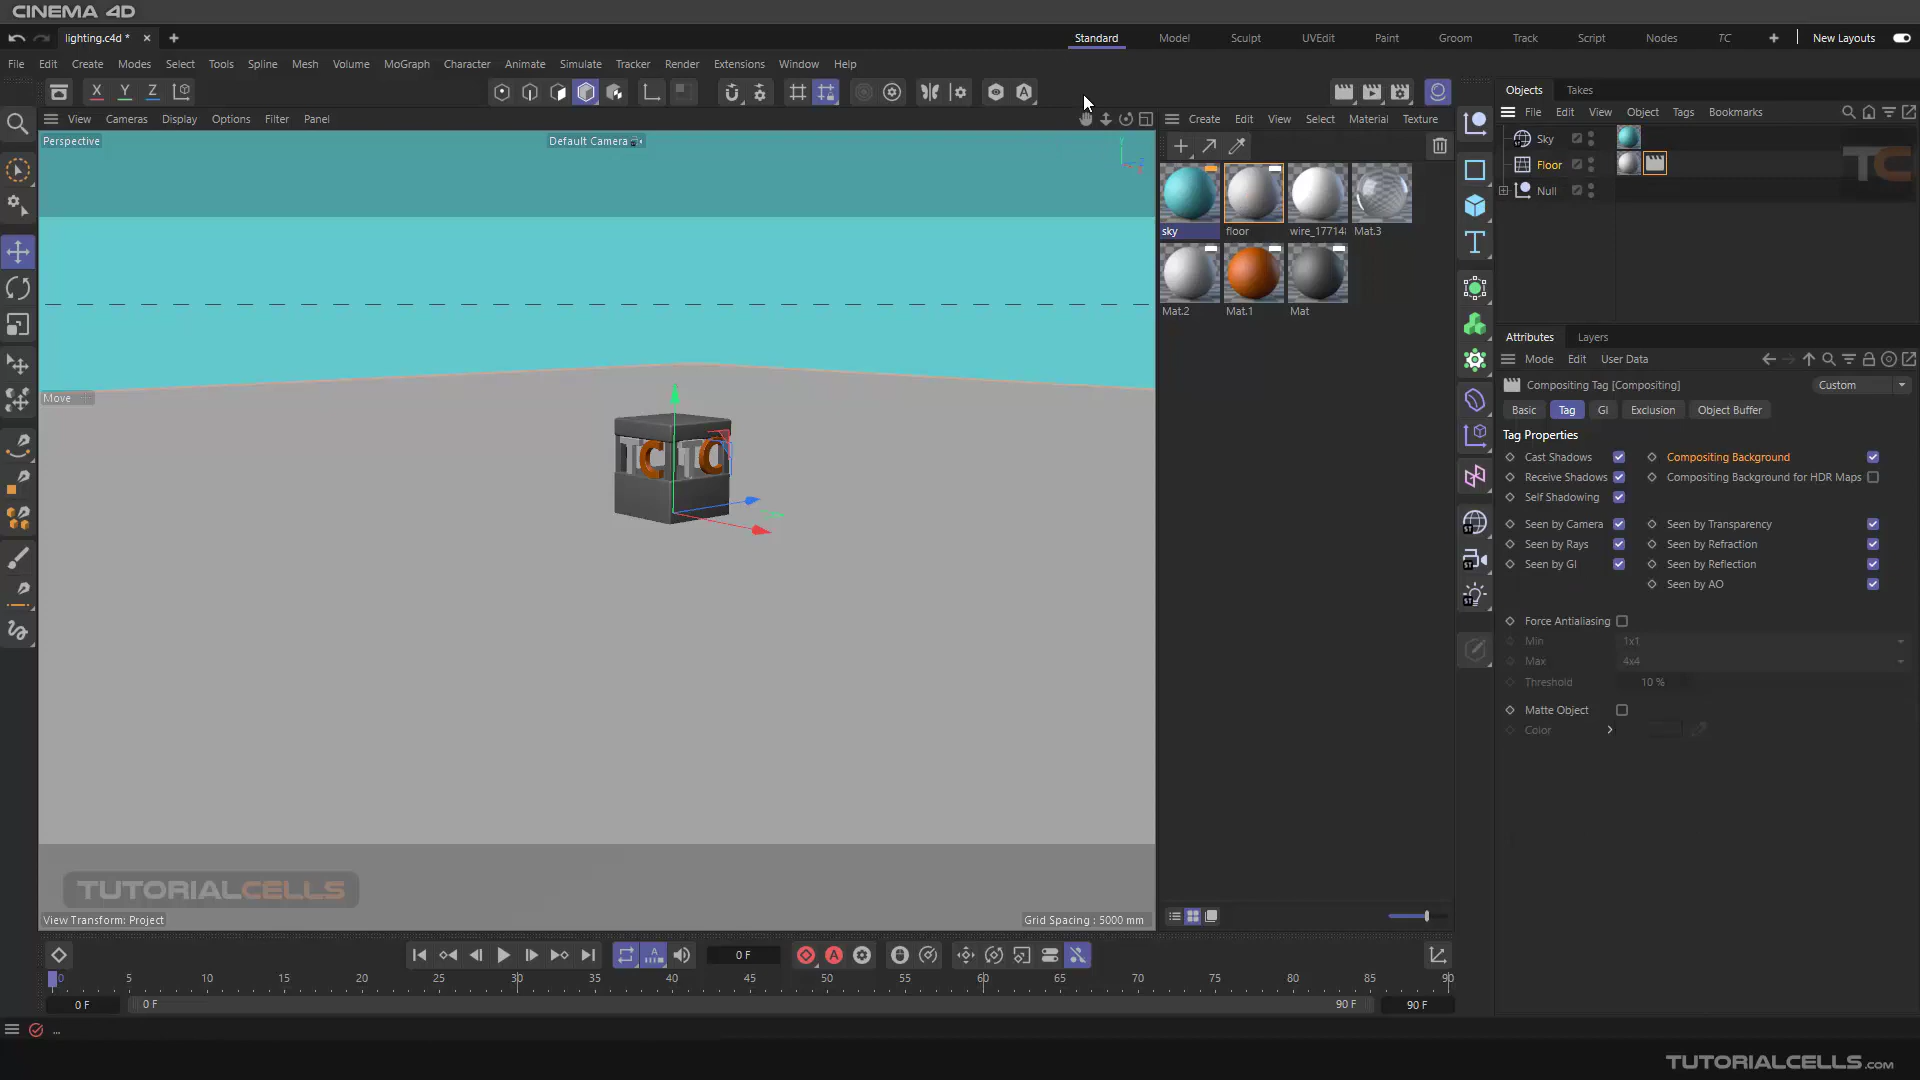 CINEMA 4D
lighting.c4d *
Standard
Model
Sculpt
UVEdit
Paint
Groom
Track
Script
Nodes
TC
New Layouts
File Edit Create Modes Select Tools Spline Mesh Volume MoGraph Character Animate Simulate Tracker Render Extensions Window Help
X Y Z
View Cameras Display Options Filter Panel
Create Edit View Select Material Texture
Objects Takes
File Edit View Object Tags Bookmarks
Perspective
Default Camera
Sky
Floor
Null
TC
sky
floor
wire_17714
Mat.3
Mat.2
Mat.1
Mat
Move
TC TC
Attributes Layers
Mode Edit User Data
Compositing Tag [Compositing]
Custom
Basic Tag GI Exclusion Object Buffer
Tag Properties
Cast Shadows
Compositing Background
Receive Shadows
Compositing Background for HDR Maps
Self Shadowing
Seen by Camera
Seen by Transparency
Seen by Rays
Seen by Refraction
Seen by GI
Seen by Reflection
Seen by AO
Force Antialiasing
Min 1x1
Max 4x4
Threshold 10 %
Matte Object
Color
TUTORIALCELLS
View Transform: Project
Grid Spacing : 5000 mm
0 F
0 5 10 15 20 25 30 35 40 45 50 55 60 65 70 75 80 85 90
0 F
0 F
90 F
90 F
...
TUTORIALCELLS.com